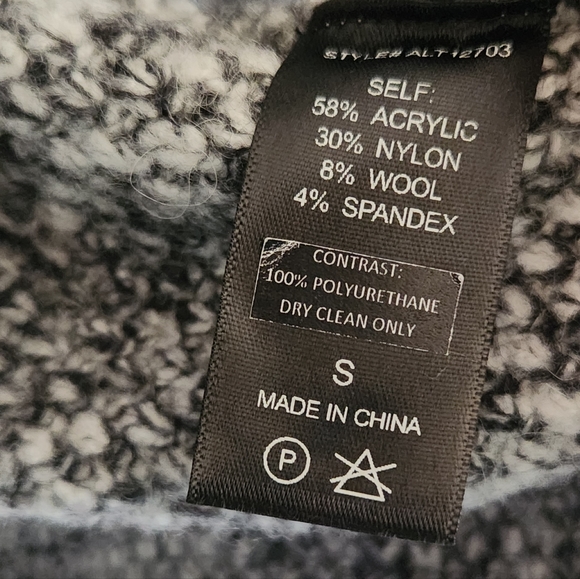 STYLE# ALT12703
SELF:
58% ACRYLIC
30% NYLON
8% WOOL
4% SPANDEX
CONTRAST:
100% POLYURETHANE
DRY CLEAN ONLY
S
MADE IN CHINA
P